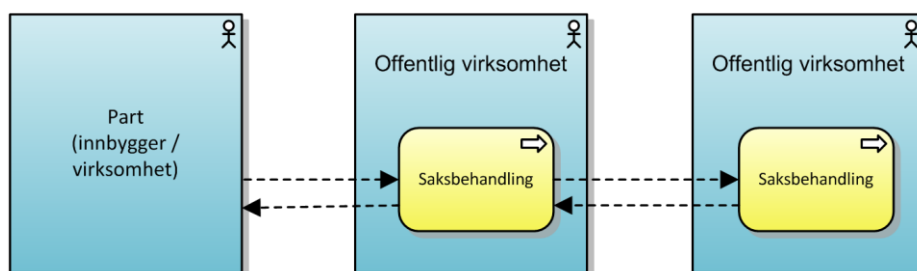 Part
(innbygger /
virksomhet)
Offentlig virksomhet
Saksbehandling
Offentlig virksomhet
Saksbehandling